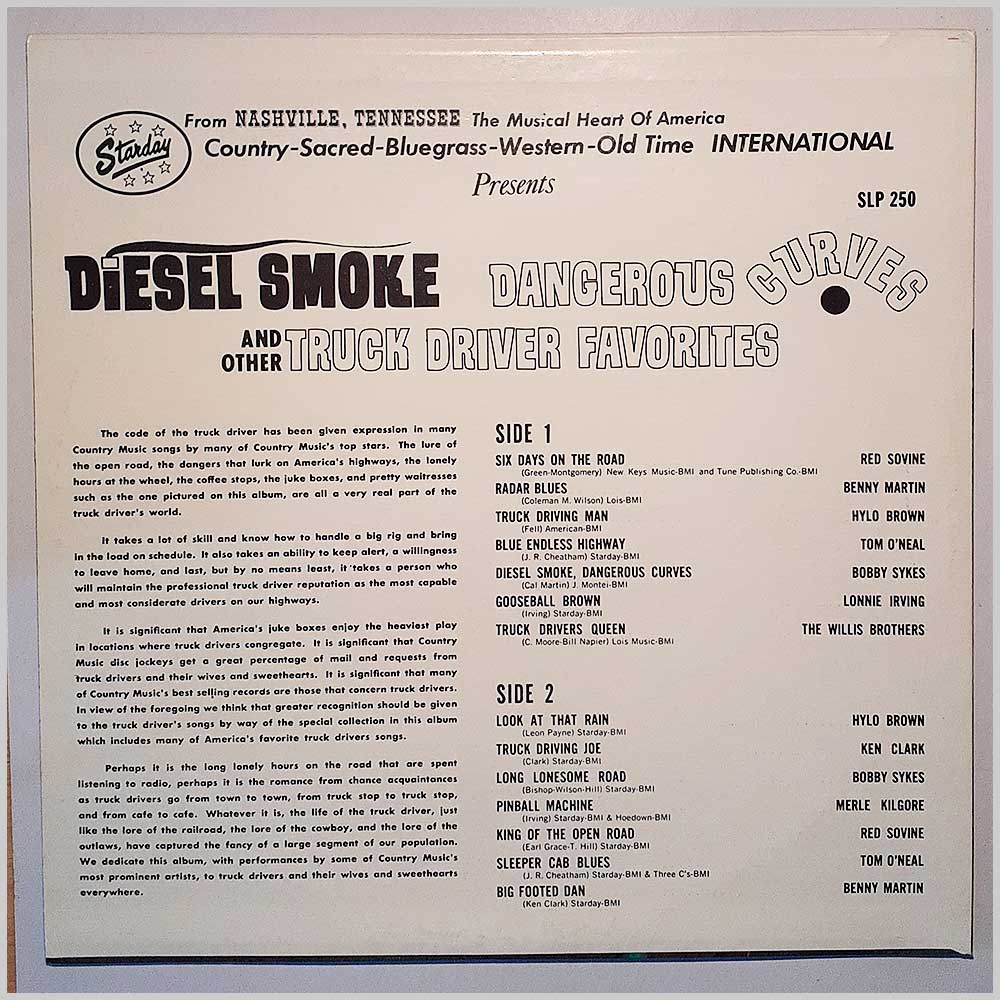 Starday
From NASHVILLE, TENNESSEE The Musical Heart Of America
Country-Sacred-Bluegrass-Western-Old Time INTERNATIONAL
Presents
SLP 250
DIESEL SMOKE DANGEROUS CURVES
AND OTHER TRUCK DRIVER FAVORITES
The code of the truck driver has been given expression in many
Country Music songs by many of Country Music's top stars. The lure of
the open road, the dangers that lurk on America's highways, the lonely
hours at the wheel, the coffee stops, the juke boxes, and pretty waitresses
such as the one pictured on this album, are all a very real part of the
truck driver's world.
It takes a lot of skill and know how to handle a big rig and bring
in the load on schedule. It also takes an ability to keep alert, a willingness
to leave home, and last, but by no means least, it takes a person who
will maintain the professional truck driver reputation as the most capable
and most considerate drivers on our highways.
It is significant that America's juke boxes enjoy the heaviest play
in locations where truck drivers congregate. It is significant that Country
Music disc jockeys get a great percentage of mail and requests from
truck drivers and their wives and sweethearts. It is significant that many
of Country Music's best selling records are those that concern truck drivers.
In view of the foregoing we think that greater recognition should be given
to the truck driver's songs by way of the special collection in this album
which includes many of America's favorite truck drivers songs.
Perhaps it is the long lonely hours on the road that are spent
listening to radio, perhaps it is the romance from chance acquaintances
as truck drivers go from town to town, from truck stop to truck stop,
and from cafe to cafe. Whatever it is, the life of the truck driver, just
like the lore of the railroad, the lore of the cowboy, and the lore of the
outlaws, have captured the fancy of a large segment of our population.
We dedicate this album, with performances by some of Country Music's
most prominent artists, to truck drivers and their wives and sweethearts
everywhere.
SIDE 1
SIX DAYS ON THE ROAD RED SOVINE
(Green-Montgomery) New Keys Music-BMI and Tune Publishing Co.-BMI
RADAR BLUES BENNY MARTIN
(Coleman M. Wilson) Lois-BMI
TRUCK DRIVING MAN HYLO BROWN
(Fell) American-BMI
BLUE ENDLESS HIGHWAY TOM O'NEAL
(J. R. Cheatham) Starday-BMI
DIESEL SMOKE, DANGEROUS CURVES BOBBY SYKES
(Cal Martin) J. Montei-BMI
GOOSEBALL BROWN LONNIE IRVING
(Irving) Starday-BMI
TRUCK DRIVERS QUEEN THE WILLIS BROTHERS
(C. Moore-Bill Napier) Lois Music-BMI
SIDE 2
LOOK AT THAT RAIN HYLO BROWN
(Leon Payne) Starday-BMI
TRUCK DRIVING JOE KEN CLARK
(Clark) Starday-BMI
LONG LONESOME ROAD BOBBY SYKES
(Bishop-Wilson-Hill) Starday-BMI
PINBALL MACHINE MERLE KILGORE
(Irving) Starday-BMI & Hoedown-BMI
KING OF THE OPEN ROAD RED SOVINE
(Earl Grace-T. Hill) Starday-BMI
SLEEPER CAB BLUES TOM O'NEAL
(J. R. Cheatham) Starday-BMI & Three C's-BMI
BIG FOOTED DAN BENNY MARTIN
(Ken Clark) Starday-BMI